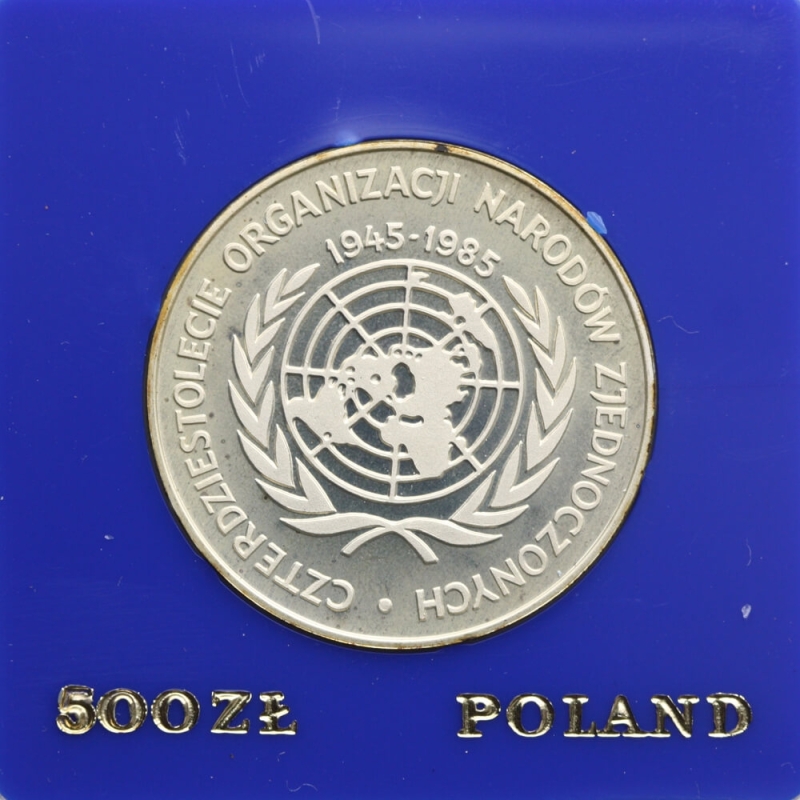 CZTERDZIESTOLECIE ORGANIZACJI NARODÓW ZJEDNOCZONYCH •
1945-1985
500 ZŁ POLAND